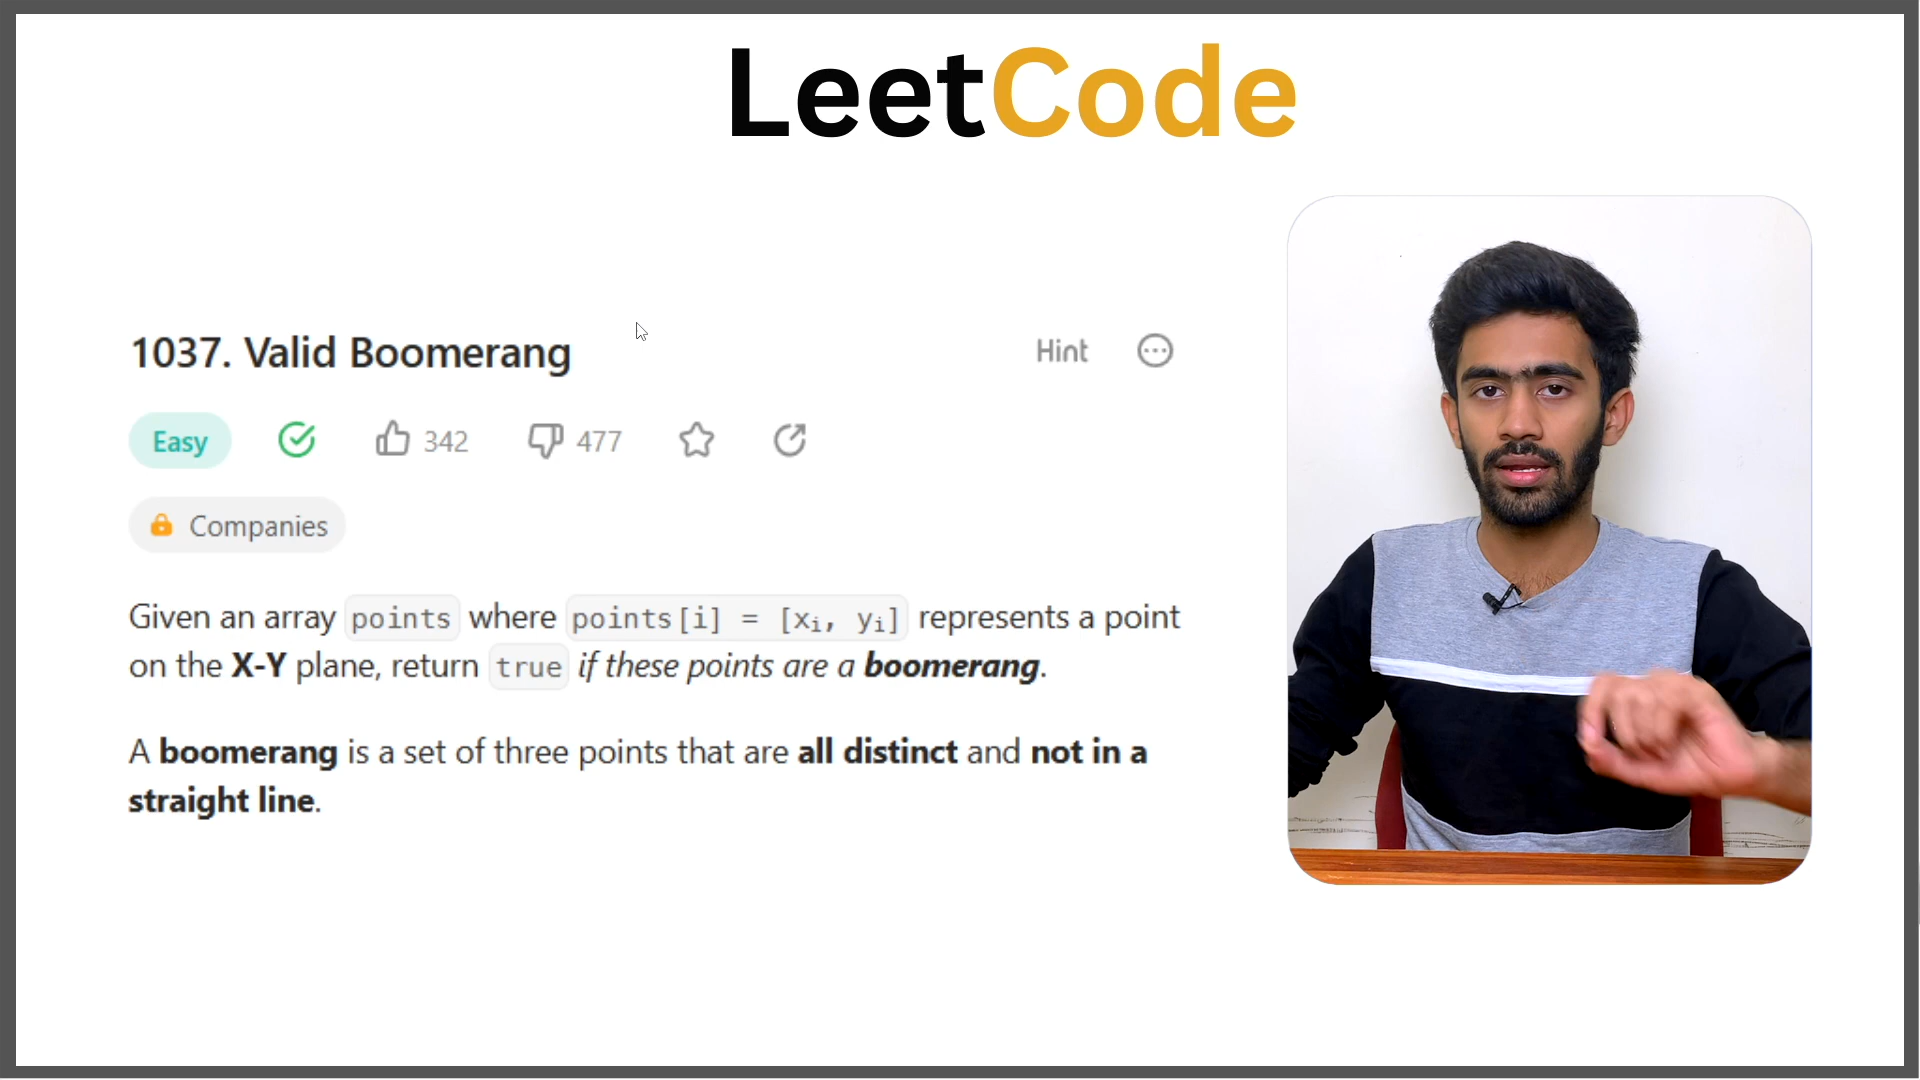 LeetCode
1037. Valid Boomerang
Hint
Easy
342
477
Companies
Given an array points where points[i] = [xᵢ, yᵢ] represents a point
on the X-Y plane, return true if these points are a boomerang.
A boomerang is a set of three points that are all distinct and not in a
straight line.